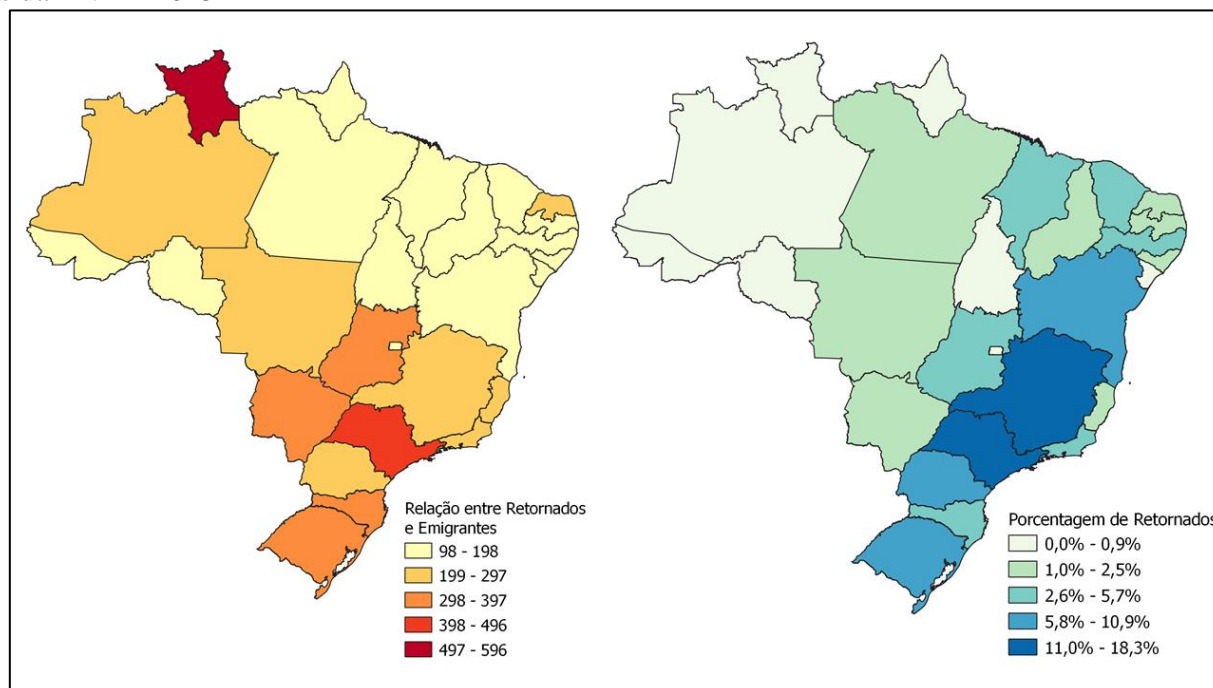 Relação entre Retornados
e Emigrantes
98 - 198
199 - 297
298 - 397
398 - 496
497 - 596
Porcentagem de Retornados
0,0% - 0,9%
1,0% - 2,5%
2,6% - 5,7%
5,8% - 10,9%
11,0% - 18,3%